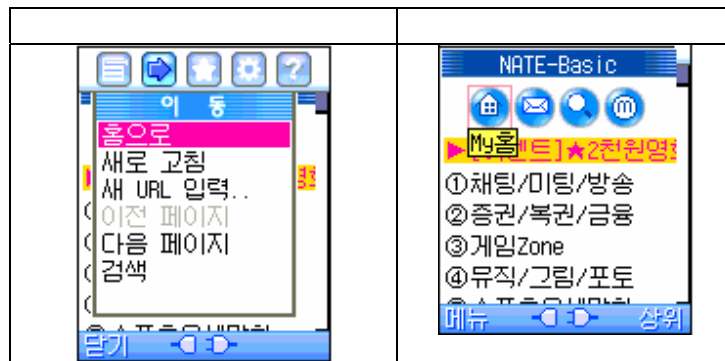 이 동
홈으로
새로 고침
새 URL 입력..
이전 페이지
다음 페이지
검색
닫기
NATE-Basic
My홈
트]★2천원영
①채팅/미팅/방송
②증권/복권/금융
③게임Zone
④뮤직/그림/포토
메뉴 상위